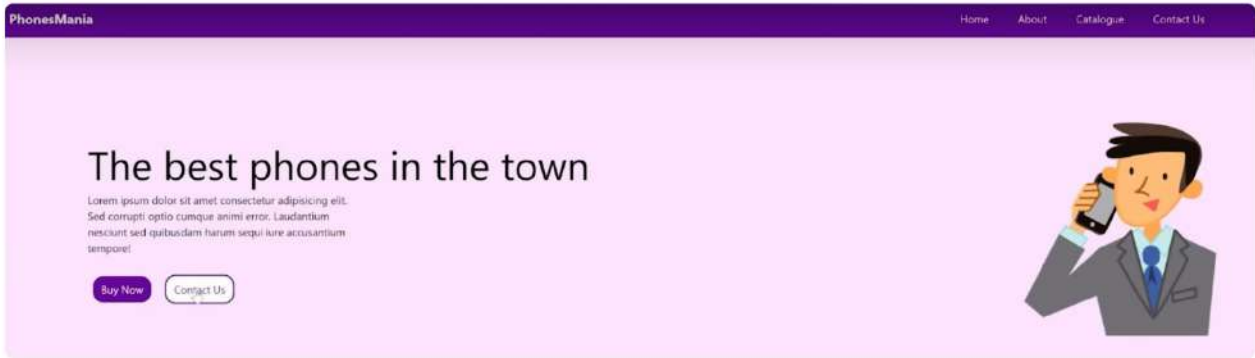 PhonesMania
Home About Catalogue Contact Us
The best phones in the town
Lorem ipsum dolor sit amet consectetur adipisicing elit.
Sed corrupti optio cumque animi error. Laudantium
nesciunt sed quibusdam harum sequi iure accusantium
tempore!
Buy Now Contact Us